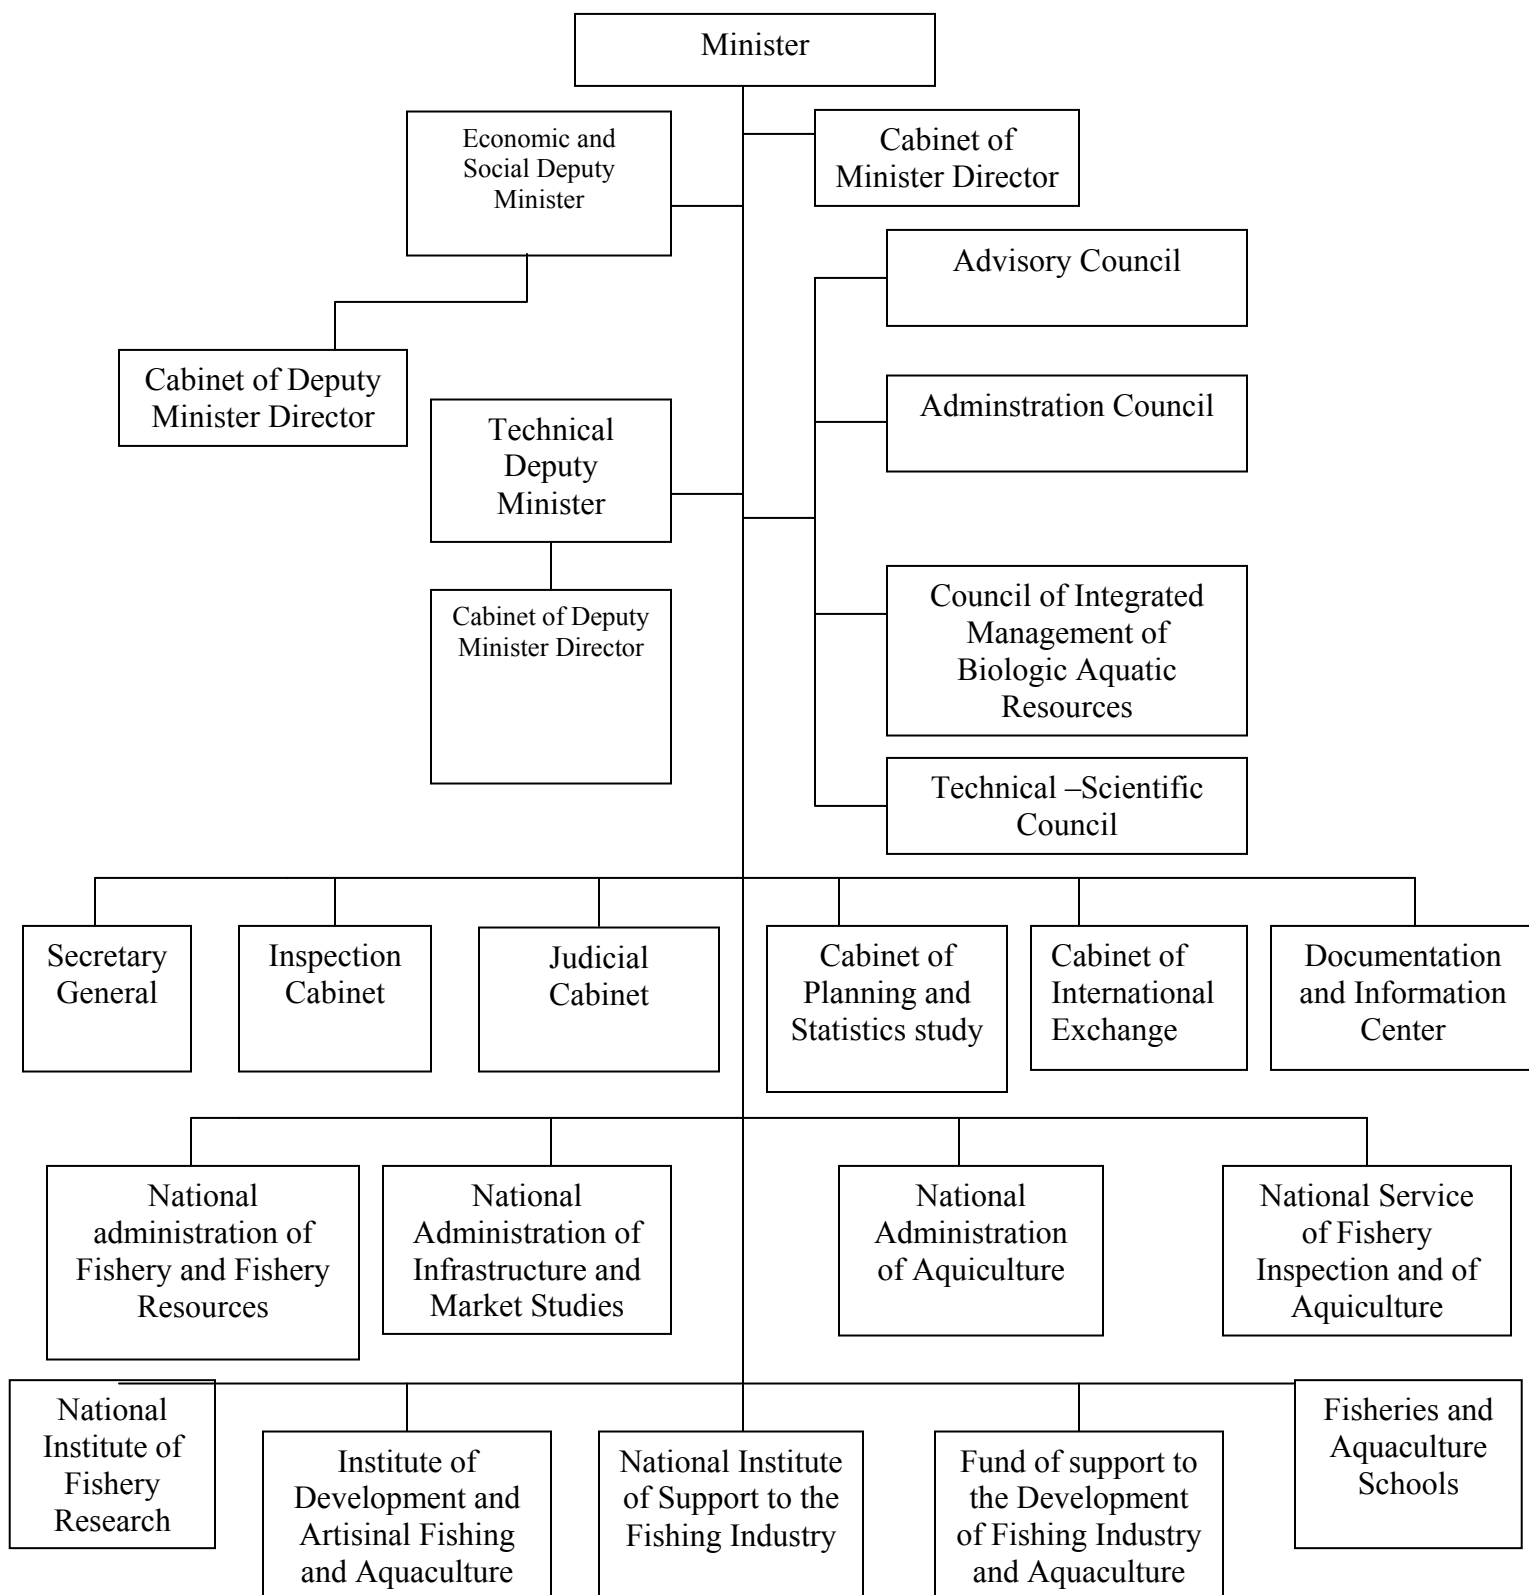 Minister
Economic and
Social Deputy
Minister
Cabinet of
Minister Director
Advisory Council
Cabinet of Deputy
Minister Director
Adminstration Council
Technical
Deputy
Minister
Cabinet of Deputy
Minister Director
Council of Integrated
Management of
Biologic Aquatic
Resources
Technical –Scientific
Council
Secretary
General
Inspection
Cabinet
Judicial
Cabinet
Cabinet of
Planning and
Statistics study
Cabinet of
International
Exchange
Documentation
and Information
Center
National
administration of
Fishery and Fishery
Resources
National
Administration of
Infrastructure and
Market Studies
National
Administration
of Aquiculture
National Service
of Fishery
Inspection and of
Aquiculture
National
Institute of
Fishery
Research
Institute of
Development and
Artisinal Fishing
and Aquaculture
National Institute
of Support to the
Fishing Industry
Fund of support to
the Development
of Fishing Industry
and Aquaculture
Fisheries and
Aquaculture
Schools